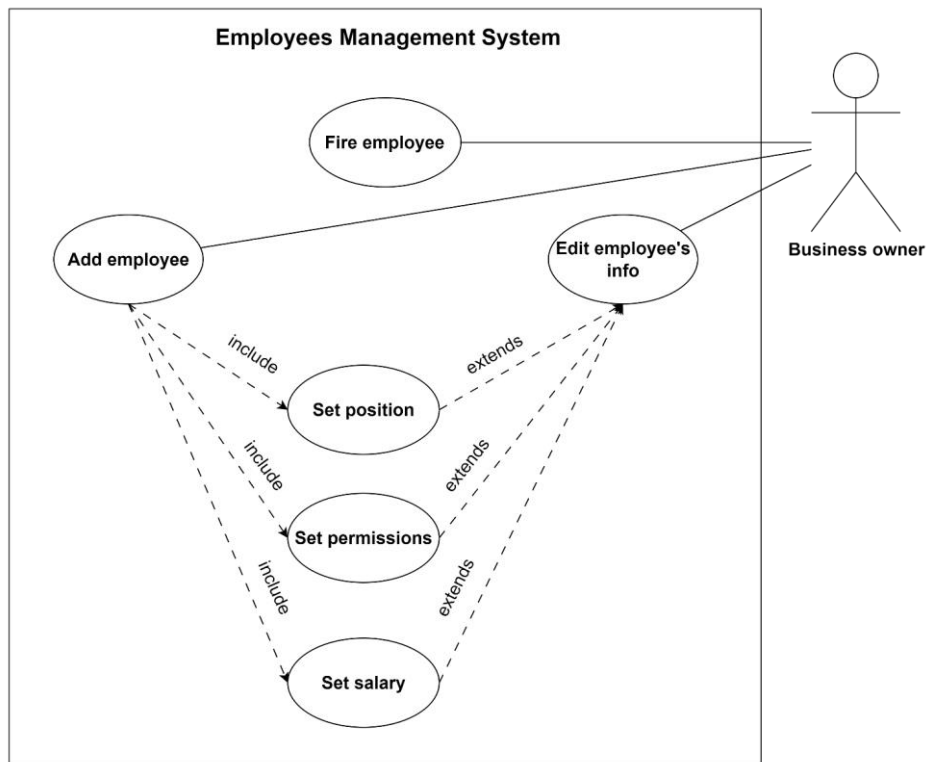 Employees Management System
Fire employee
Business owner
Add employee
Edit employee's
info
include
extends
Set position
include
extends
Set permissions
include
extends
Set salary